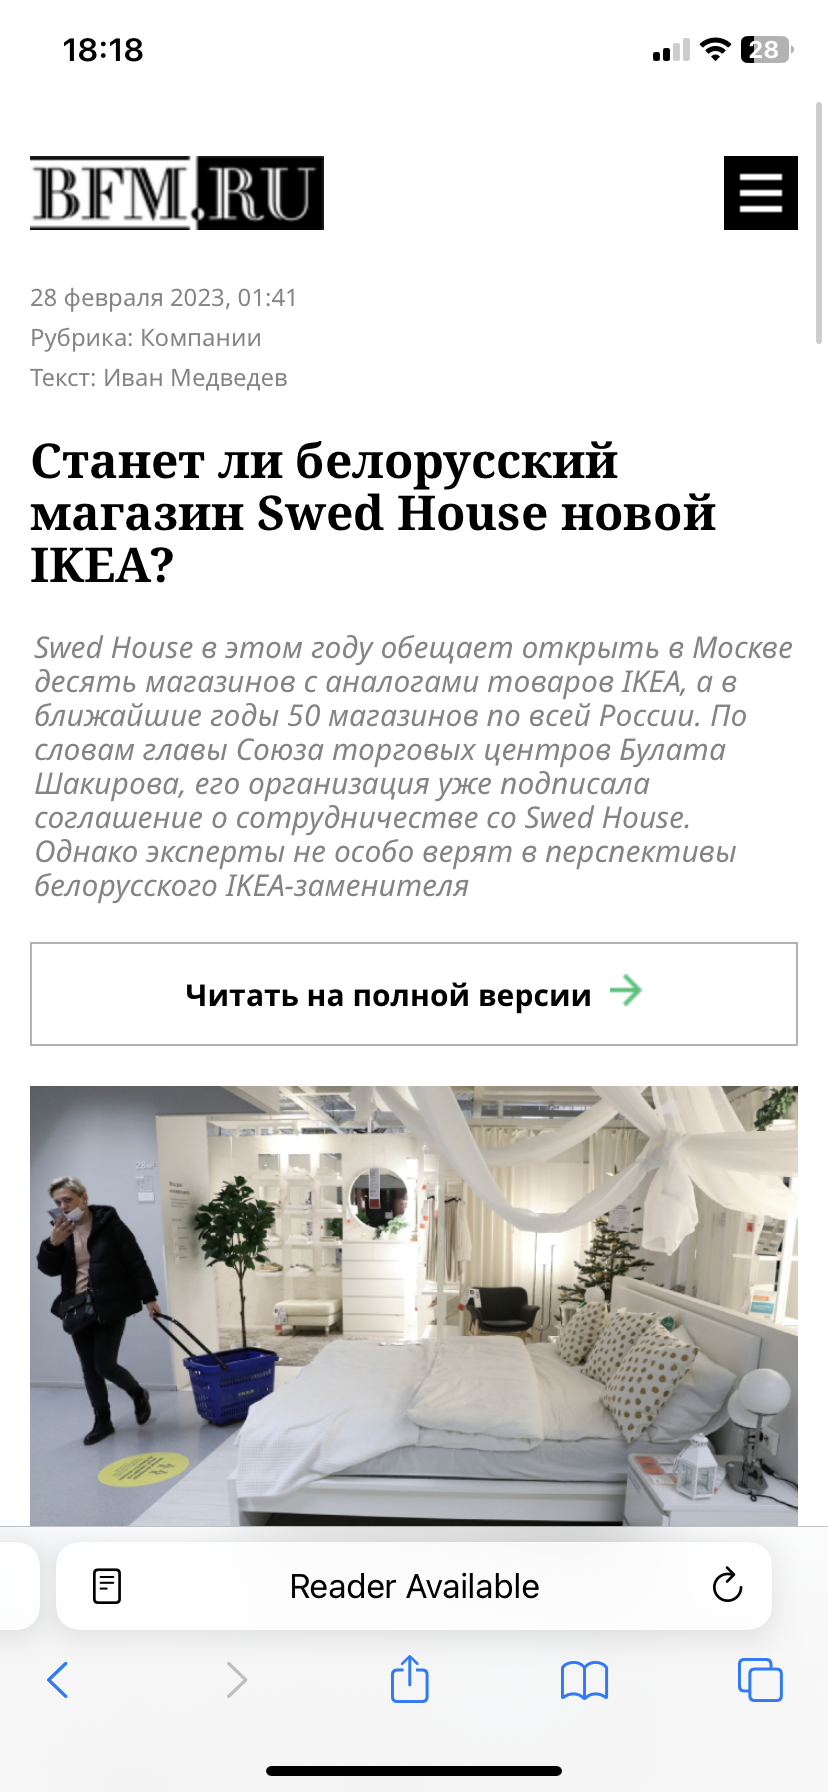 18:18
28
BFM.RU
28 февраля 2023, 01:41
Рубрика: Компании
Текст: Иван Медведев
Станет ли белорусский
магазин Swed House новой
IKEA?
Swed House в этом году обещает открыть в Москве
десять магазинов с аналогами товаров IKEA, а в
ближайшие годы 50 магазинов по всей России. По
словам главы Союза торговых центров Булата
Шакирова, его организация уже подписала
соглашение о сотрудничестве со Swed House.
Однако эксперты не особо верят в перспективы
белорусского IKEA-заменителя
Читать на полной версии
Reader Available